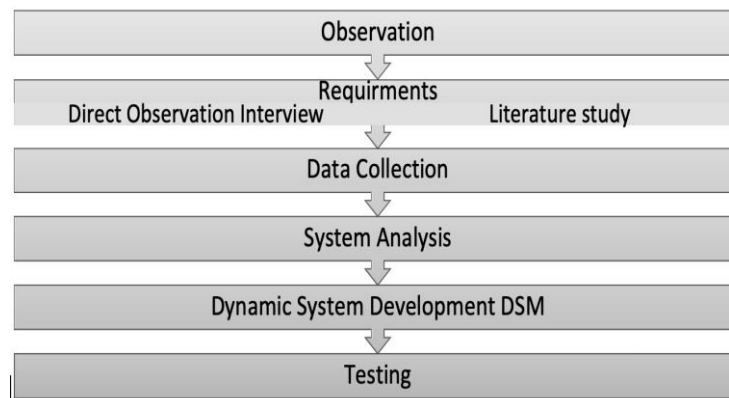 Observation
Requirments
Direct Observation Interview Literature study
Data Collection
System Analysis
Dynamic System Development DSM
Testing